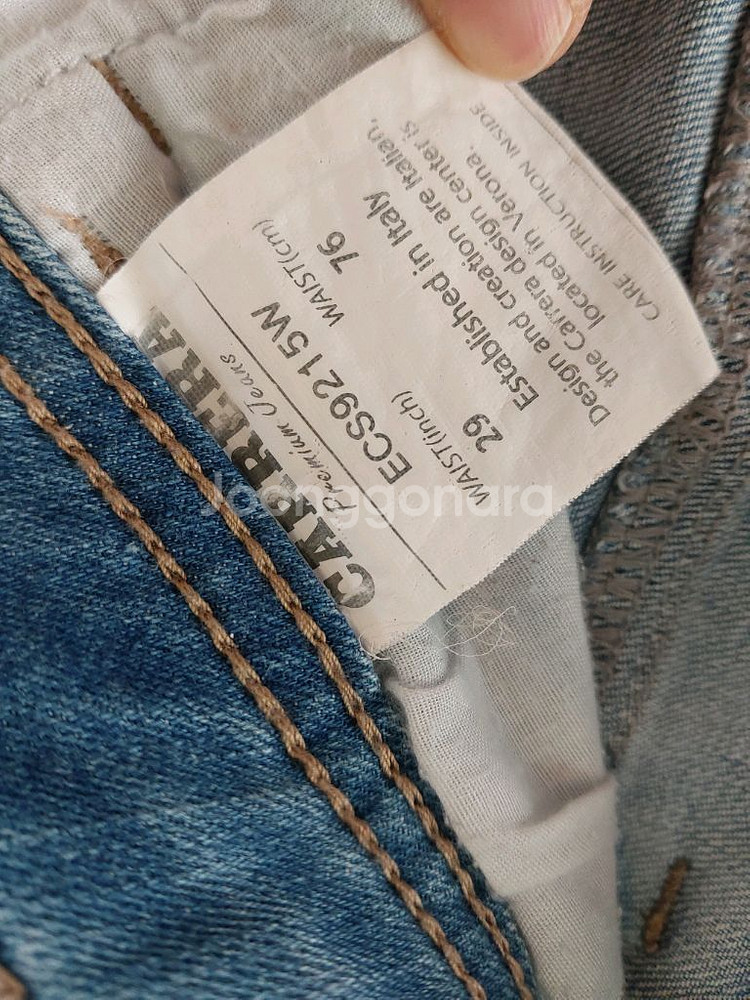 CARRERA
Premium Jeans
ECS9215W
WAIST(inch) WAIST(cm)
29 76
Established in Italy
Design and creation are Italian,
the Carrera design center is
located in Verona.
CARE INSTRUCTION INSIDE
Joonggonara